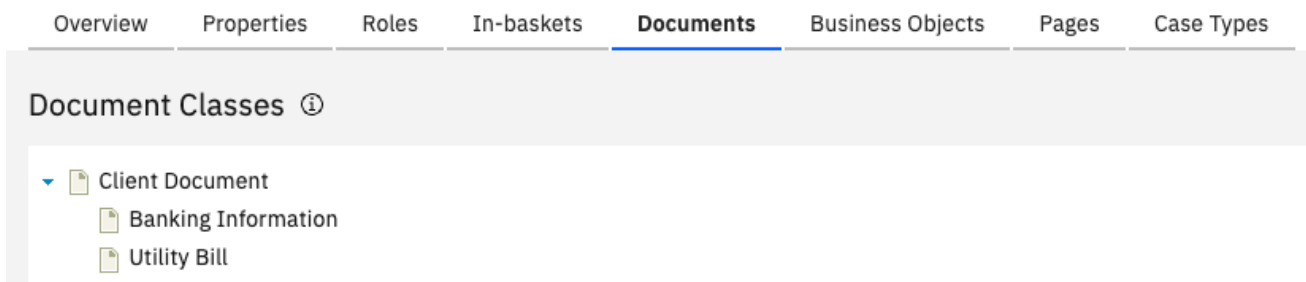 Overview Properties Roles In-baskets Documents Business Objects Pages Case Types
Document Classes
Client Document
Banking Information
Utility Bill